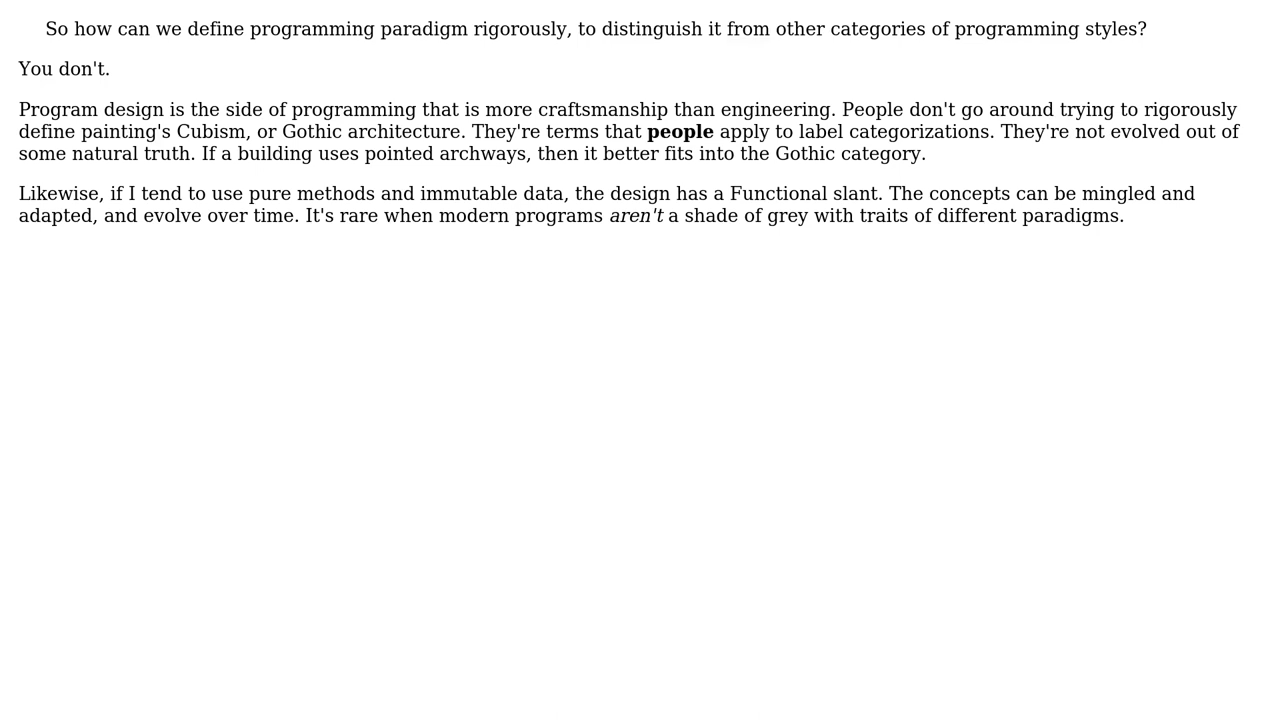 So how can we define programming paradigm rigorously, to distinguish it from other categories of programming styles?
You don't.
Program design is the side of programming that is more craftsmanship than engineering. People don't go around trying to rigorously
define painting's Cubism, or Gothic architecture. They're terms that people apply to label categorizations. They're not evolved out of
some natural truth. If a building uses pointed archways, then it better fits into the Gothic category.
Likewise, if I tend to use pure methods and immutable data, the design has a Functional slant. The concepts can be mingled and
adapted, and evolve over time. It's rare when modern programs aren't a shade of grey with traits of different paradigms.